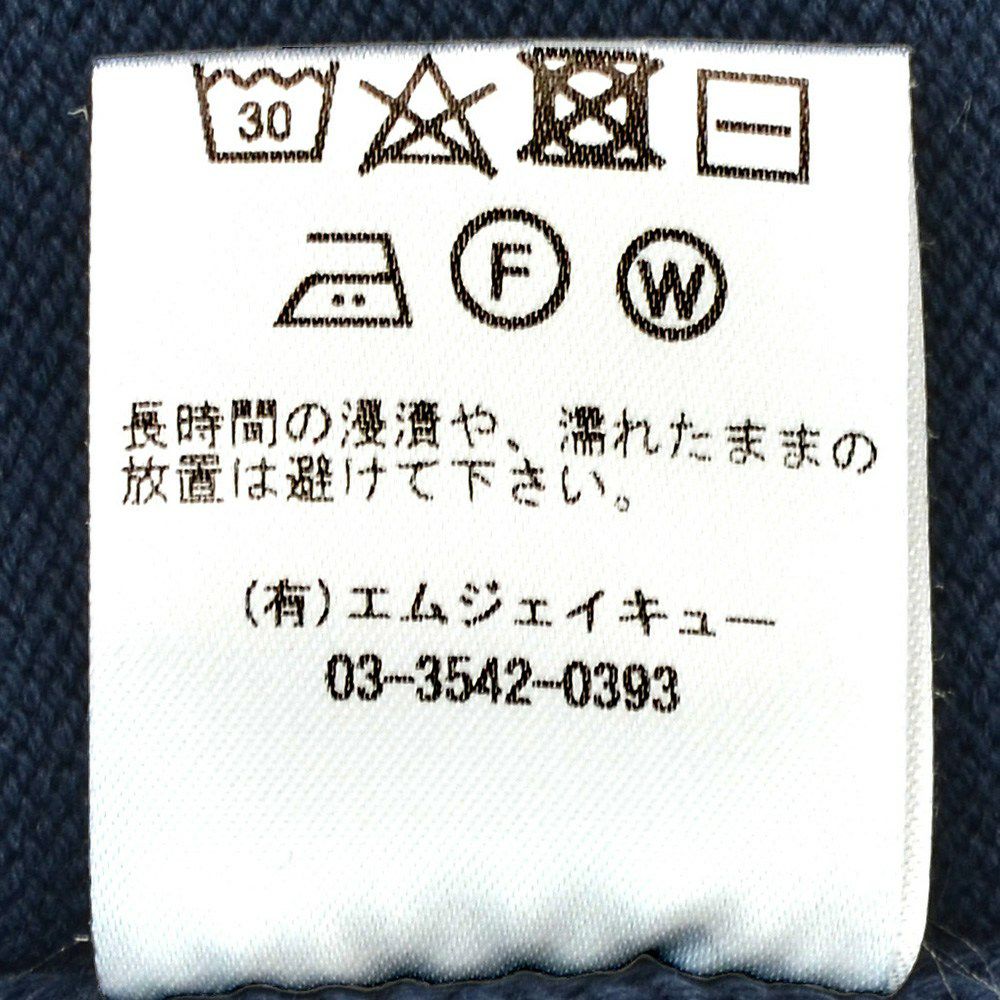 30
F W
長時間の浸漬や、濡れたままの
放置は避けて下さい。
(有)エムジェイキュー
03-3542-0393